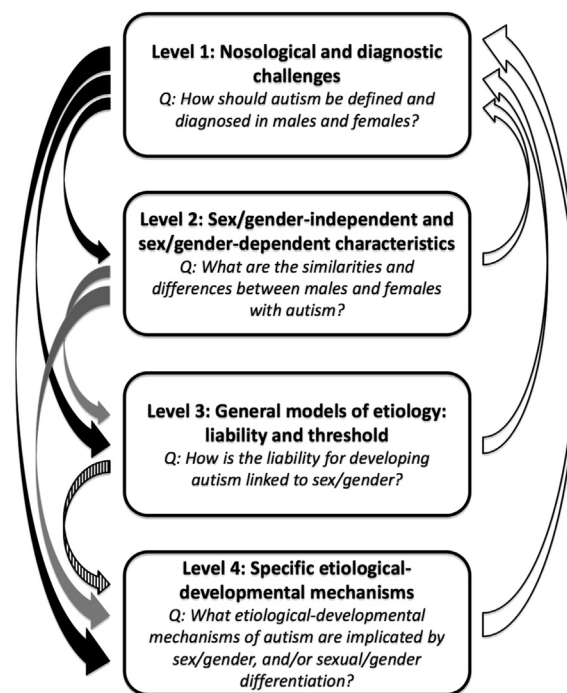 Level 1: Nosological and diagnostic
challenges
Q: How should autism be defined and
diagnosed in males and females?
Level 2: Sex/gender-independent and
sex/gender-dependent characteristics
Q: What are the similarities and
differences between males and females
with autism?
Level 3: General models of etiology:
liability and threshold
Q: How is the liability for developing
autism linked to sex/gender?
Level 4: Specific etiological-
developmental mechanisms
Q: What etiological-developmental
mechanisms of autism are implicated by
sex/gender, and/or sexual/gender
differentiation?